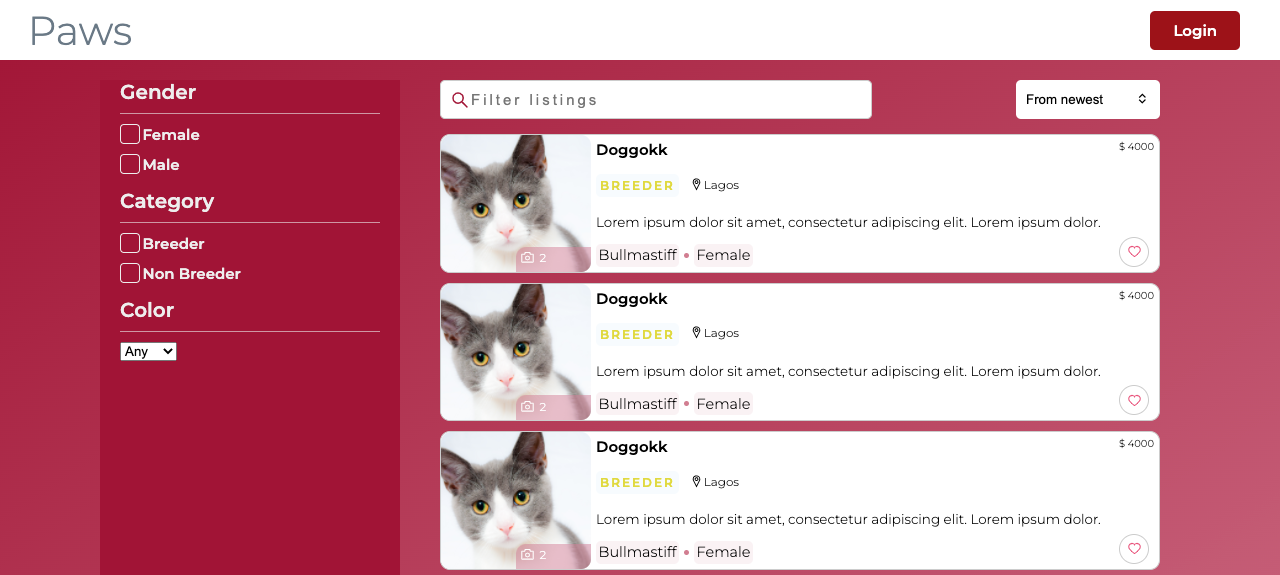 Paws
Login
Gender
Female
Male
Category
Breeder
Non Breeder
Color
Any
Filter listings
From newest
Doggokk
$ 4000
BREEDER
Lagos
Lorem ipsum dolor sit amet, consectetur adipiscing elit. Lorem ipsum dolor.
2
Bullmastiff • Female
Doggokk
$ 4000
BREEDER
Lagos
Lorem ipsum dolor sit amet, consectetur adipiscing elit. Lorem ipsum dolor.
2
Bullmastiff • Female
Doggokk
$ 4000
BREEDER
Lagos
Lorem ipsum dolor sit amet, consectetur adipiscing elit. Lorem ipsum dolor.
2
Bullmastiff • Female